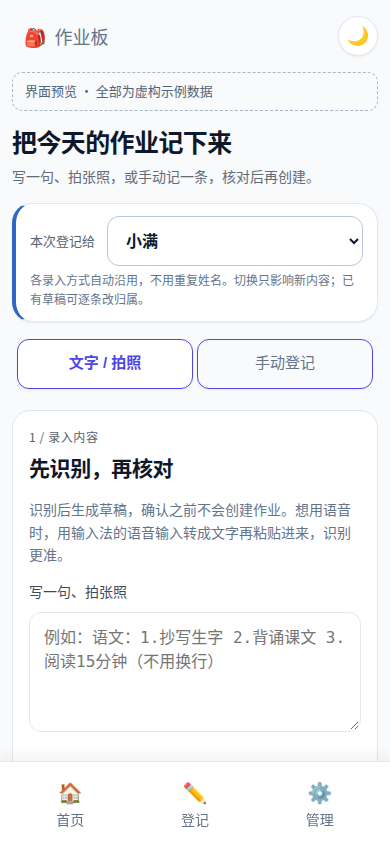 作业板
界面预览 · 全部为虚构示例数据
把今天的作业记下来
写一句、拍张照，或手动记一条，核对后再创建。
本次登记给
小满
各录入方式自动沿用，不用重复姓名。切换只影响新内容；已
有草稿可逐条改归属。
文字 / 拍照
手动登记
1 / 录入内容
先识别，再核对
识别后生成草稿，确认之前不会创建作业。想用语音
时，用输入法的语音输入转成文字再粘贴进来，识别
更准。
写一句、拍张照
例如：语文：1.抄写生字 2.背诵课文 3.
阅读15分钟（不用换行）
首页
登记
管理